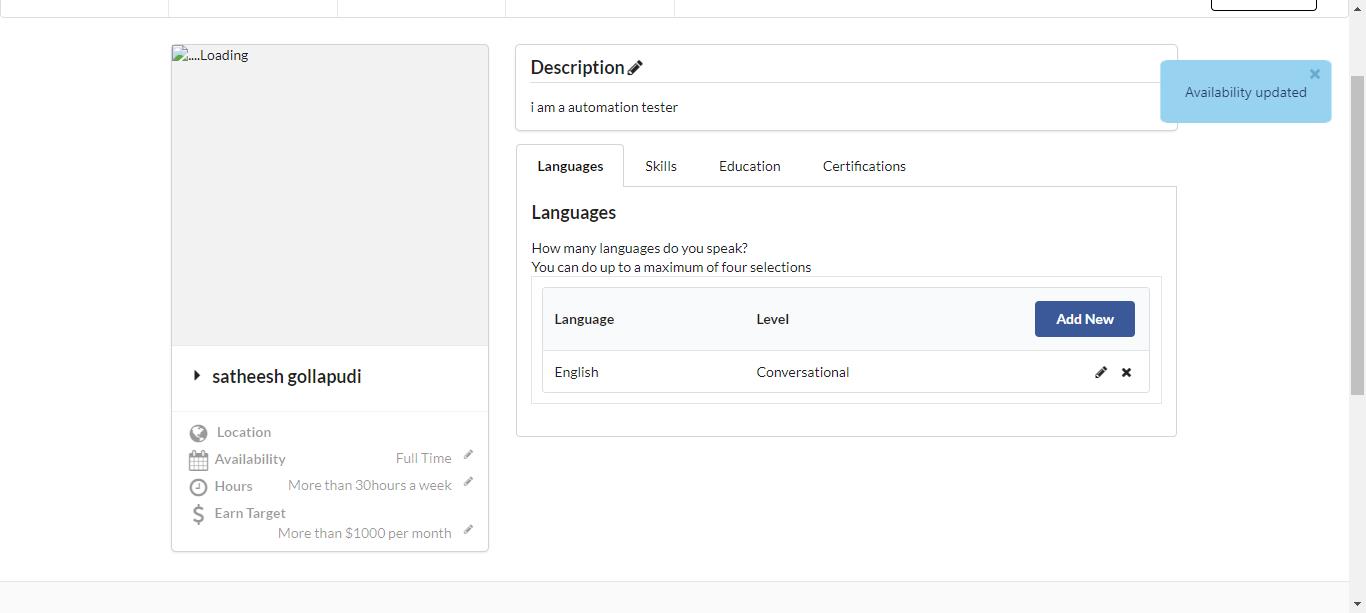 ....Loading
satheesh gollapudi
Location
Availability Full Time
Hours More than 30hours a week
Earn Target
More than $1000 per month
Description
i am a automation tester
Availability updated
Languages Skills Education Certifications
Languages
How many languages do you speak?
You can do up to a maximum of four selections
Language Level Add New
English Conversational